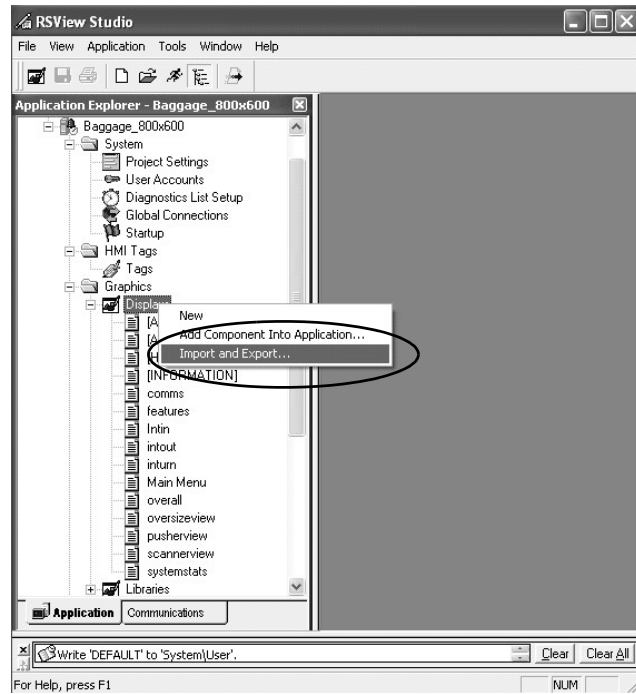 RSView Studio
File View Application Tools Window Help
Application Explorer - Baggage_800x600
Baggage_800x600
System
Project Settings
User Accounts
Diagnostics List Setup
Global Connections
Startup
HMI Tags
Tags
Graphics
Displays
New
[A
Add Component Into Application...
[A
Import and Export...
[H
[INFORMATION]
comms
features
Intin
intout
inturn
Main Menu
overall
oversizeview
pusherview
scannerview
systemstats
Libraries
Application Communications
Write 'DEFAULT' to 'System\User'.
Clear Clear All
For Help, press F1
NUM